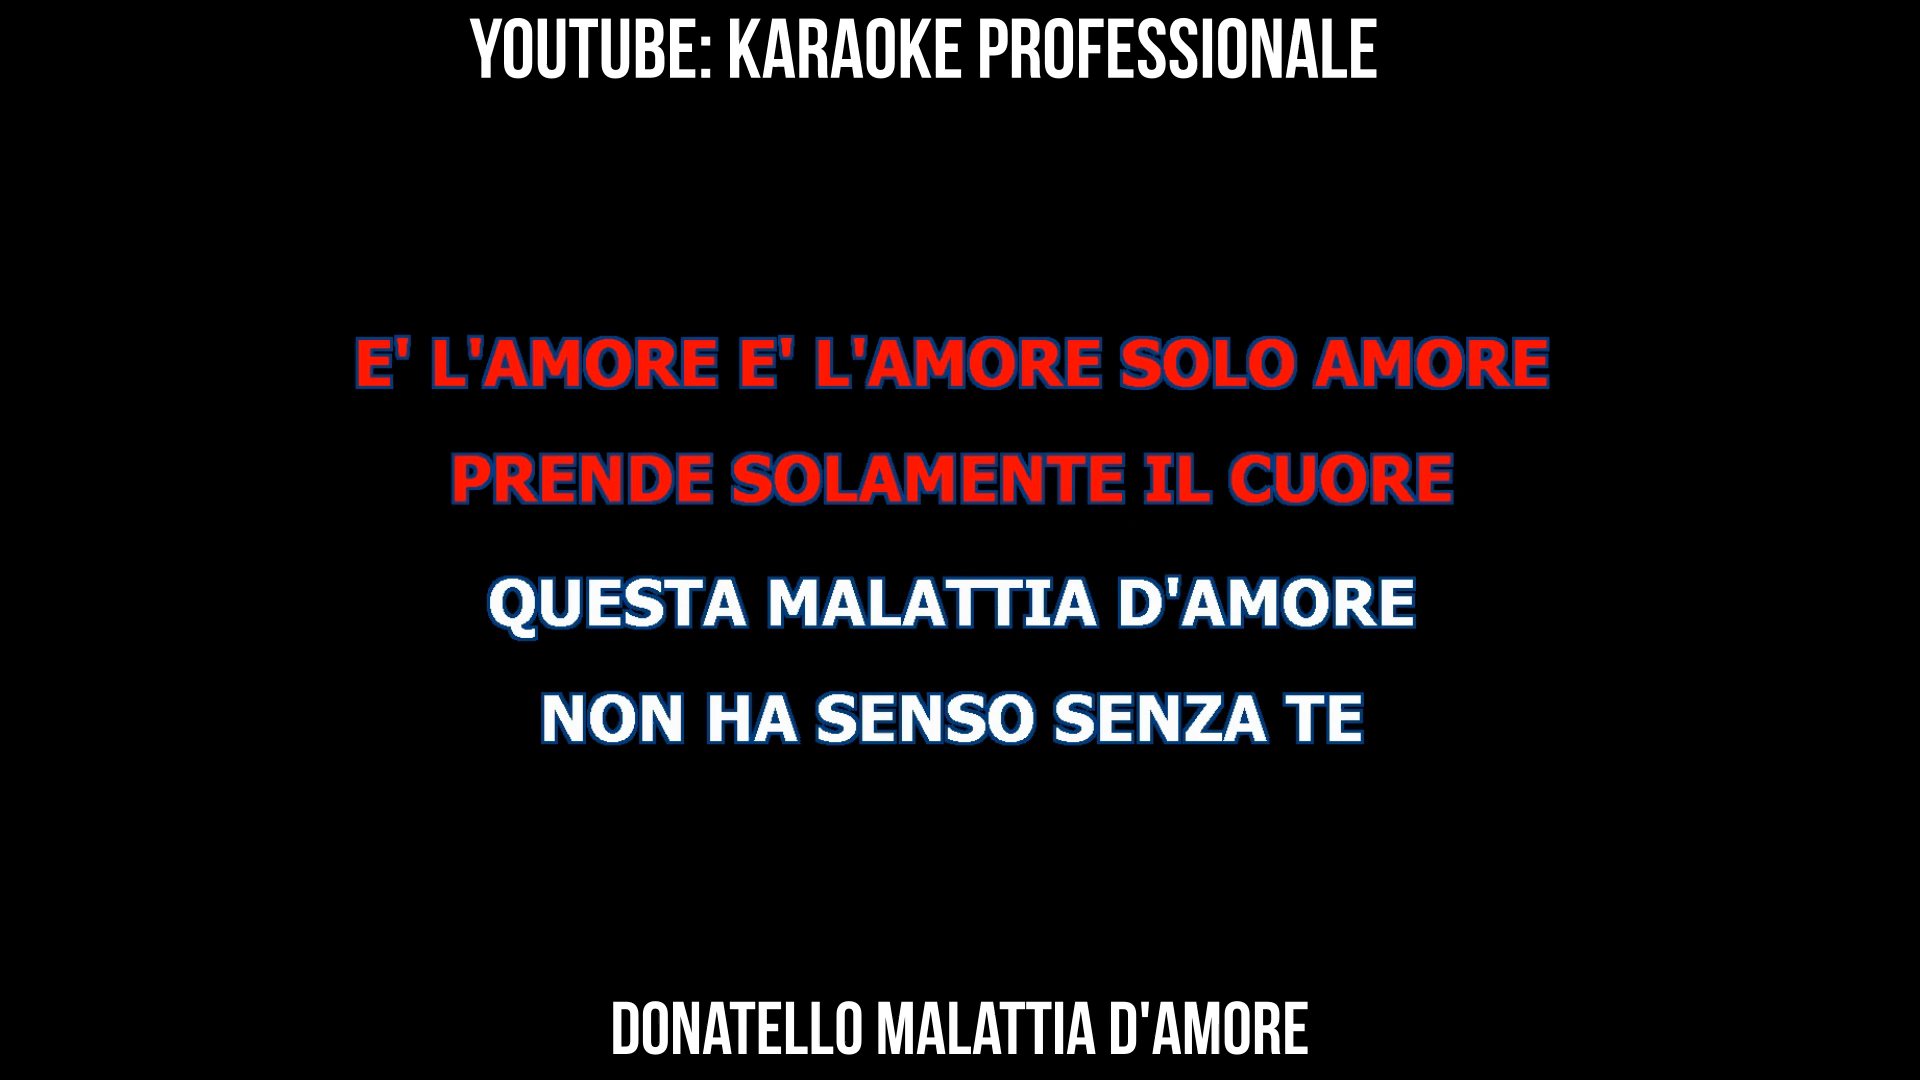 YOUTUBE: KARAOKE PROFESSIONALE
E' L'AMORE E' L'AMORE SOLO AMORE
PRENDE SOLAMENTE IL CUORE
QUESTA MALATTIA D'AMORE
NON HA SENSO SENZA TE
DONATELLO MALATTIA D'AMORE